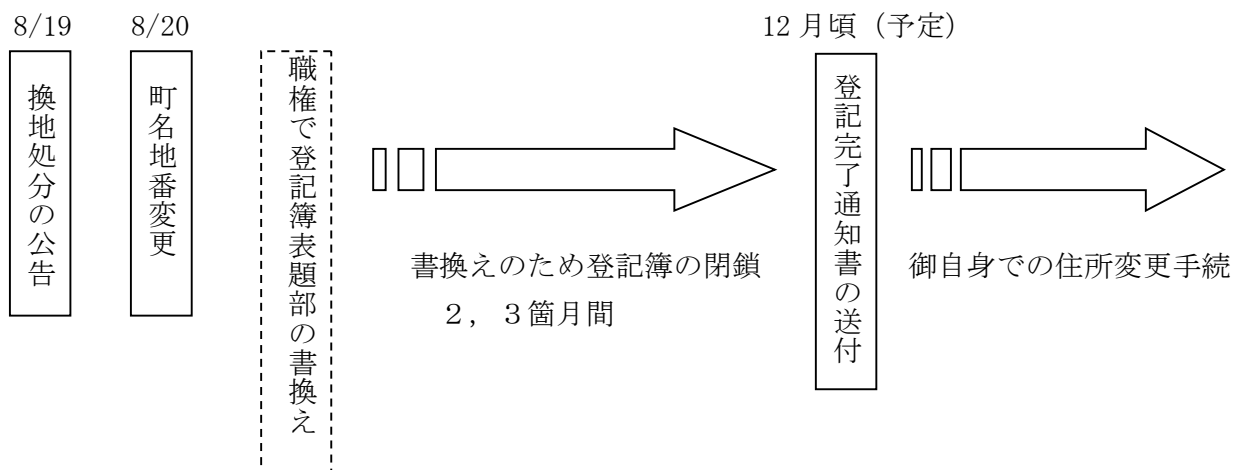 8/19
8/20
12月頃（予定）
換地処分の公告
町名地番変更
職権で登記簿表題部の書換え
書換えのため登記簿の閉鎖
２，３箇月間
登記完了通知書の送付
御自身での住所変更手続